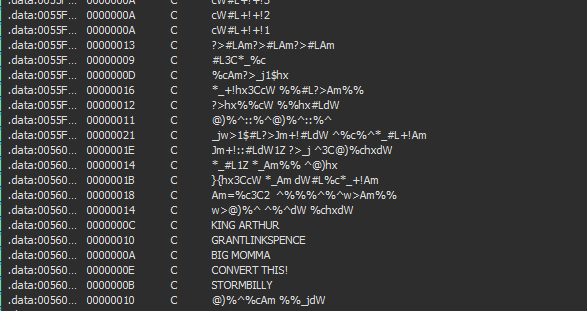 .data:0055F... 0000000A C cW#L+!+!3
.data:0055F... 0000000A C cW#L+!+!2
.data:0055F... 0000000A C cW#L+!+!1
.data:0055F... 00000013 C ?>#LAm?>#LAm?>#LAm
.data:0055F... 00000009 C #L3C*_%c
.data:0055F... 0000000D C %cAm?>_j1$hx
.data:0055F... 00000016 C *_+!hx3CcW %%#L?>Am%%
.data:0055F... 00000012 C ?>hx%%cW %%hx#LdW
.data:0055F... 00000011 C @)%^::%^@)%^::%^
.data:0055F... 00000021 C _jw>1$#L?>Jm+!#LdW ^%c%^*_#L+!Am
.data:00560... 0000001E C Jm+!::#LdW1Z ?>_j ^3C@)%chxdW
.data:00560... 00000014 C *_#L1Z *_Am%% ^@)hx
.data:00560... 0000001B C }{hx3CcW *_Am dW#L%c*_+!Am
.data:00560... 00000018 C Am=%c3C2 ^%%%^%^w>Am%%
.data:00560... 00000014 C w>@)%^ ^%^dW %chxdW
.data:00560... 0000000C C KING ARTHUR
.data:00560... 00000010 C GRANTLINKSPENCE
.data:00560... 0000000A C BIG MOMMA
.data:00560... 0000000E C CONVERT THIS!
.data:00560... 0000000B C STORMBILLY
.data:00560... 00000010 C @)%^%cAm %%_jdW